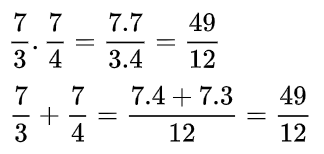 7/3 . 7/4 = 7.7/3.4 = 49/12
7/3 + 7/4 = (7.4 + 7.3)/12 = 49/12